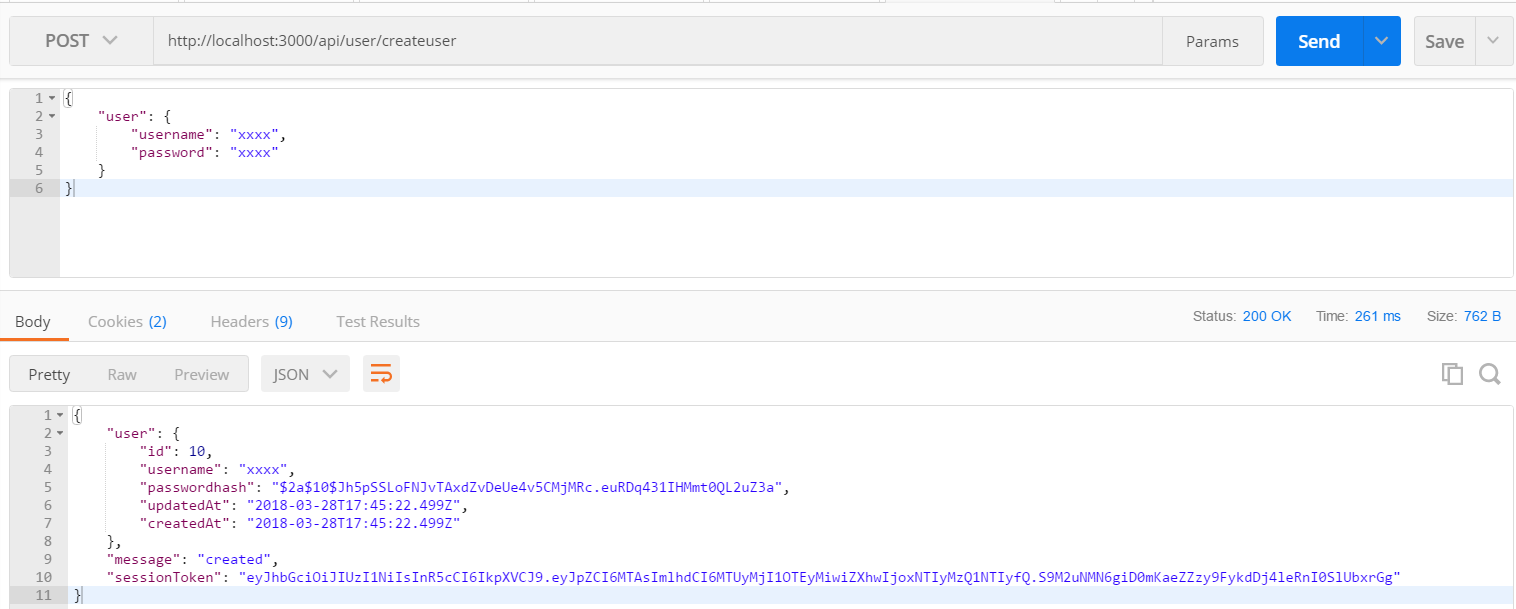 POST http://localhost:3000/api/user/createuser Params Send Save
1 {
2 "user": {
3 "username": "xxxx",
4 "password": "xxxx"
5 }
6 }
Body Cookies (2) Headers (9) Test Results Status: 200 OK Time: 261 ms Size: 762 B
Pretty Raw Preview JSON
1 {
2 "user": {
3 "id": 10,
4 "username": "xxxx",
5 "passwordhash": "$2a$10$Jh5pSSLoFNJvTAxdZvDeUe4v5CMjMRc.euRDq431IHMmt0QL2uZ3a",
6 "updatedAt": "2018-03-28T17:45:22.499Z",
7 "createdAt": "2018-03-28T17:45:22.499Z"
8 },
9 "message": "created",
10 "sessionToken": "eyJhbGciOiJIUzI1NiIsInR5cCI6IkpXVCJ9.eyJpZCI6MTAsImlhdCI6MTUyMjI1OTEyMiwiZXhwIjoxNTIyMzQ1NTIyfQ.S9M2uNMN6giD0mKaeZZzy9FykdDj4leRnI0SlUbxrGg"
11 }